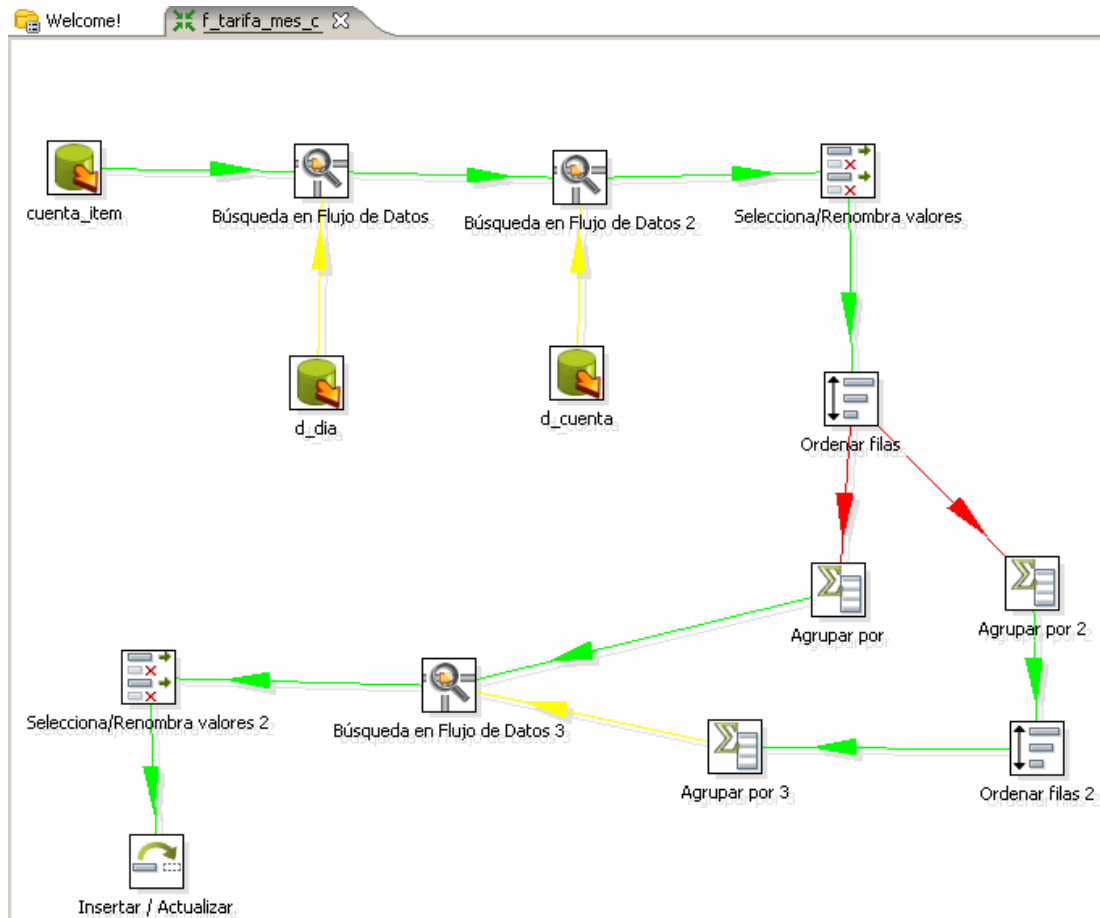 Welcome!
f_tarifa_mes_c
cuenta_item
Búsqueda en Flujo de Datos
Búsqueda en Flujo de Datos 2
Selecciona/Renombra valores
d_dia
d_cuenta
Ordenar filas
Agrupar por
Agrupar por 2
Selecciona/Renombra valores 2
Búsqueda en Flujo de Datos 3
Agrupar por 3
Ordenar filas 2
Insertar / Actualizar